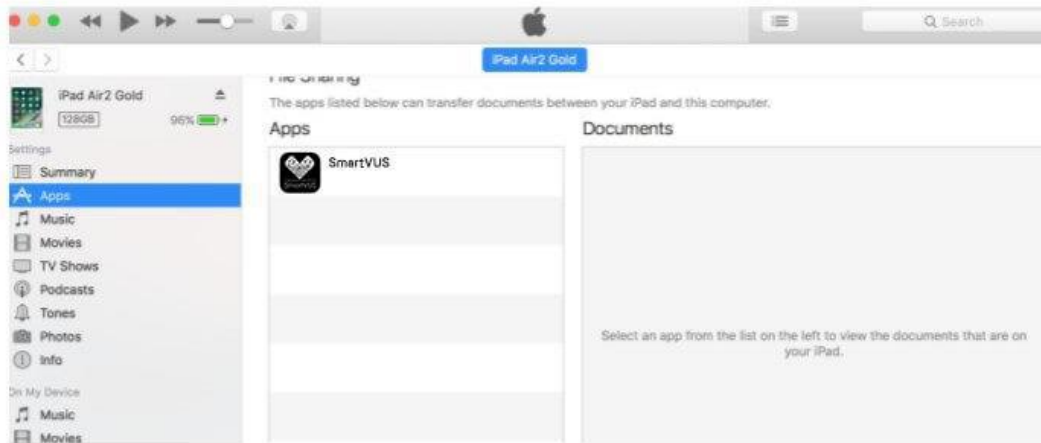 Search
iPad Air2 Gold
File Sharing
iPad Air2 Gold
128GB
96%
The apps listed below can transfer documents between your iPad and this computer.
Settings
Summary
Apps
Music
Movies
TV Shows
Podcasts
Tones
Photos
Info
On My Device
Music
Movies
Apps
SmartVUS
SmartVUS
Documents
Select an app from the list on the left to view the documents that are on
your iPad.